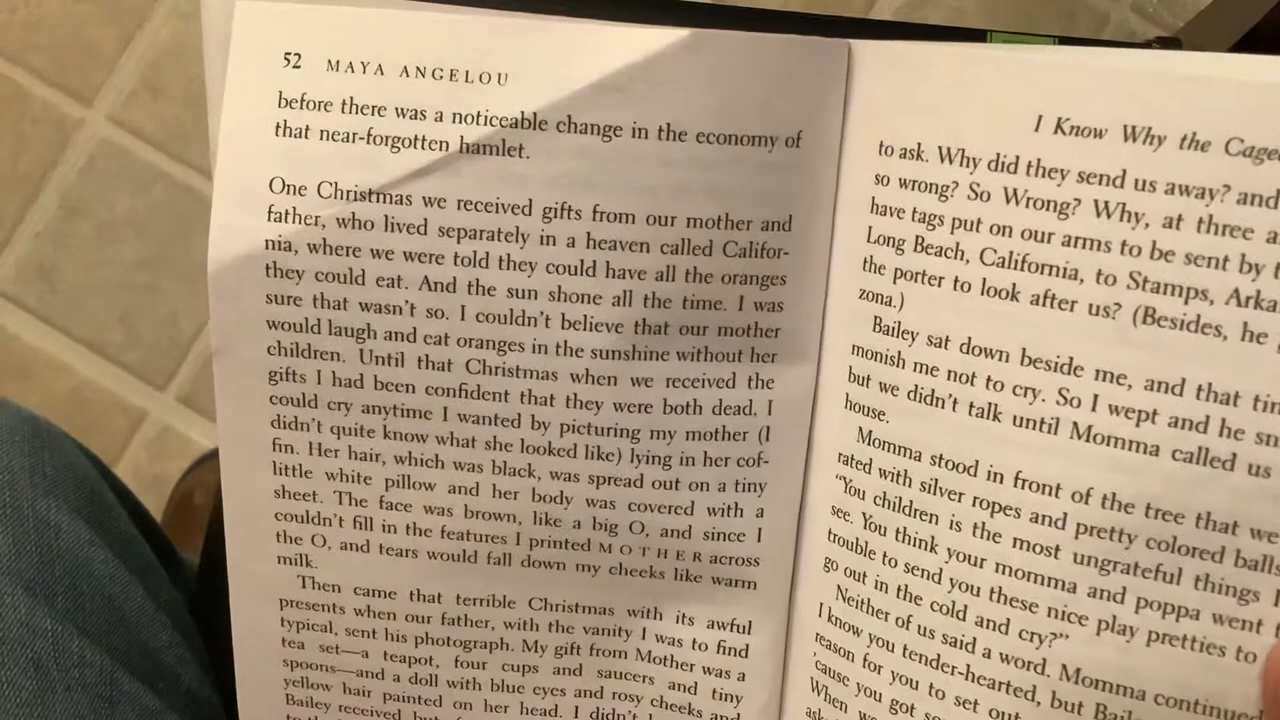 52 MAYA ANGELOU
before there was a noticeable change in the economy of
that near-forgotten hamlet.
One Christmas we received gifts from our mother and
father, who lived separately in a heaven called Califor-
nia, where we were told they could have all the oranges
they could eat. And the sun shone all the time. I was
sure that wasn't so. I couldn't believe that our mother
would laugh and eat oranges in the sunshine without her
children. Until that Christmas when we received the
gifts I had been confident that they were both dead. I
could cry anytime I wanted by picturing my mother (I
didn't quite know what she looked like) lying in her cof-
fin. Her hair, which was black, was spread out on a tiny
little white pillow and her body was covered with a
sheet. The face was brown, like a big O, and since I
couldn't fill in the features I printed M O T H E R across
the O, and tears would fall down my cheeks like warm
milk.
Then came that terrible Christmas with its awful
presents when our father, with the vanity I was to find
typical, sent his photograph. My gift from Mother was a
tea set—a teapot, four cups and saucers and tiny
spoons—and a doll with blue eyes and rosy cheeks and
yellow hair painted on her head. I didn't
Bailey received
I Know Why the
to ask. Why did they send us away? and
so wrong? So Wrong? Why, at three
have tags put on our arms to be sent by
Long Beach, California, to Stamps,
the porter to look after us? (Besides, he
zona.)
Bailey sat down beside me, and that
monish me not to cry. So I wept and he
but we didn't talk until Momma called us
house.
Momma stood in front of the tree that
rated with silver ropes and pretty colored balls
"You children is the most ungrateful things
see. You think your momma and poppa went
trouble to send you these nice play pretties to
go out in the cold and cry?"
Neither of us said a word. Momma continued
I know you tender-hearted, but
reason for you to set out
'cause you got
When